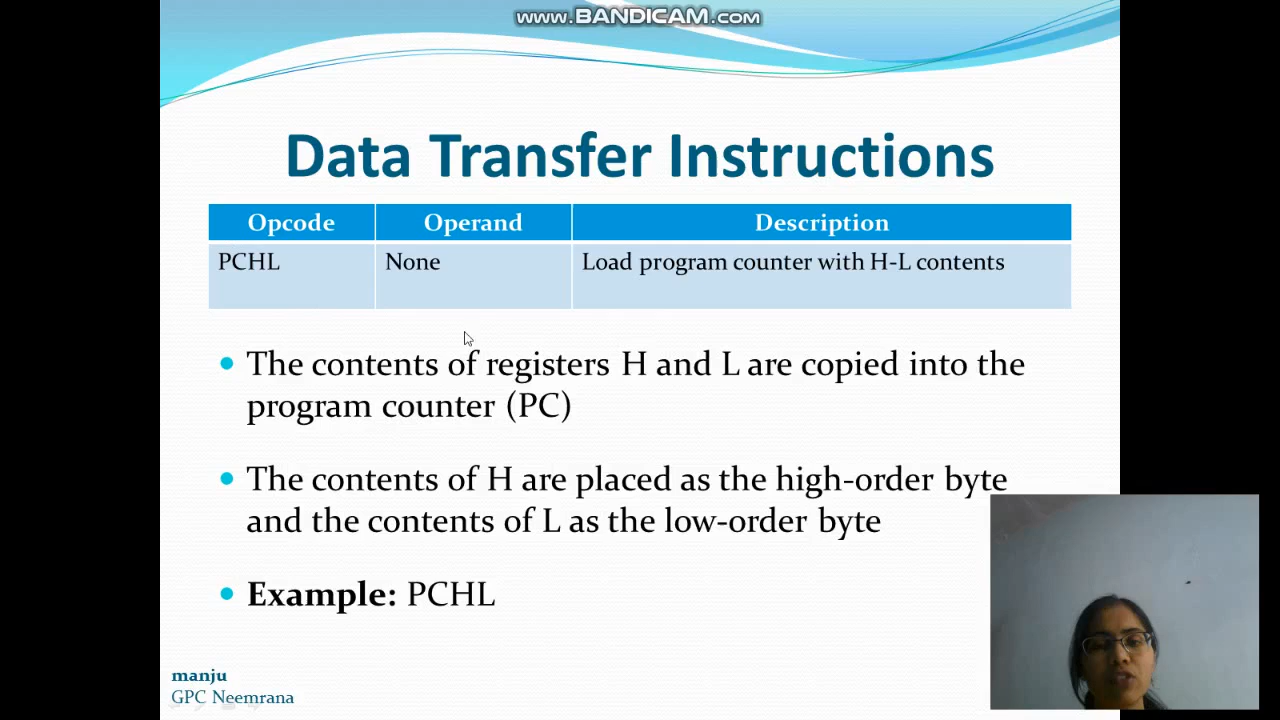 www.BANDICAM.com
Data Transfer Instructions
Opcode Operand Description
PCHL None Load program counter with H-L contents
• The contents of registers H and L are copied into the
program counter (PC)
• The contents of H are placed as the high-order byte
and the contents of L as the low-order byte
• Example: PCHL
manju
GPC Neemrana